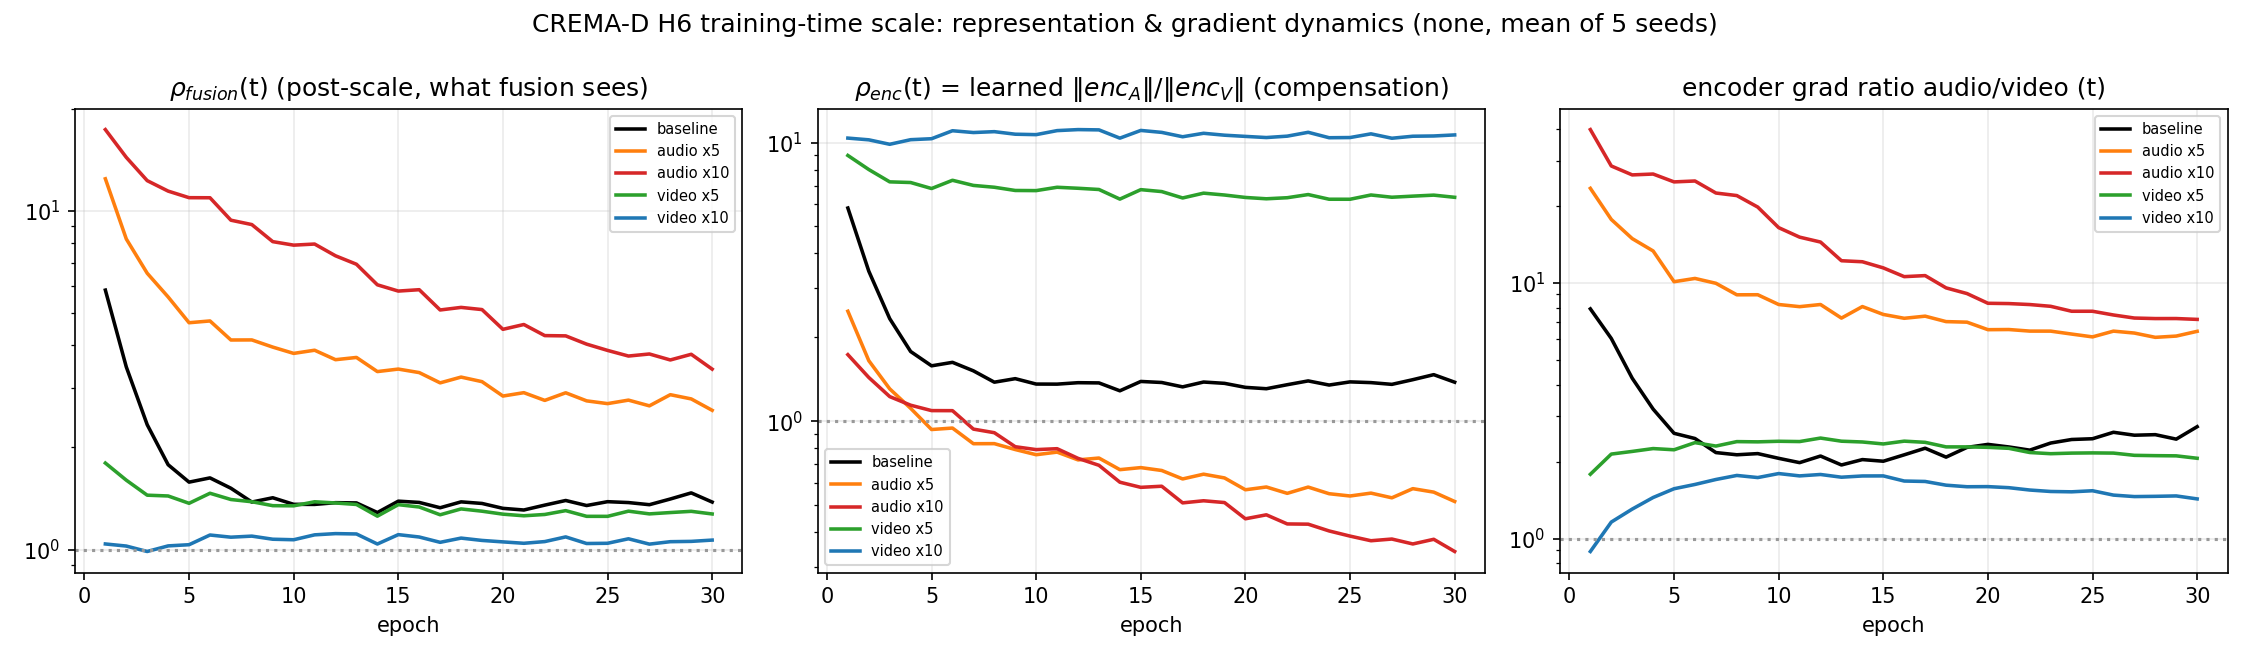 CREMA-D H6 training-time scale: representation & gradient dynamics (none, mean of 5 seeds)
ρ_fusion(t) (post-scale, what fusion sees)
10¹
10⁰
baseline
audio x5
audio x10
video x5
video x10
0 5 10 15 20 25 30
epoch
ρ_enc(t) = learned ‖enc_A‖/‖enc_V‖ (compensation)
10¹
10⁰
baseline
audio x5
audio x10
video x5
video x10
0 5 10 15 20 25 30
epoch
encoder grad ratio audio/video (t)
10¹
10⁰
baseline
audio x5
audio x10
video x5
video x10
0 5 10 15 20 25 30
epoch